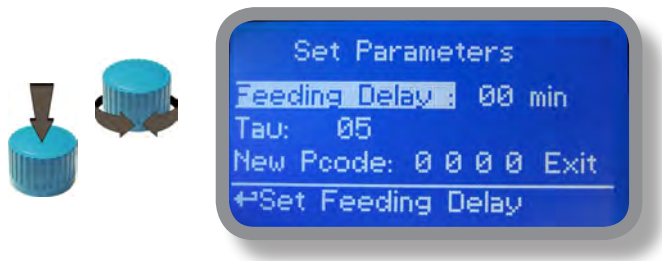 Set Parameters
Feeding Delay : 00 min
Tau: 05
New Pcode: 0 0 0 0 Exit
↵Set Feeding Delay